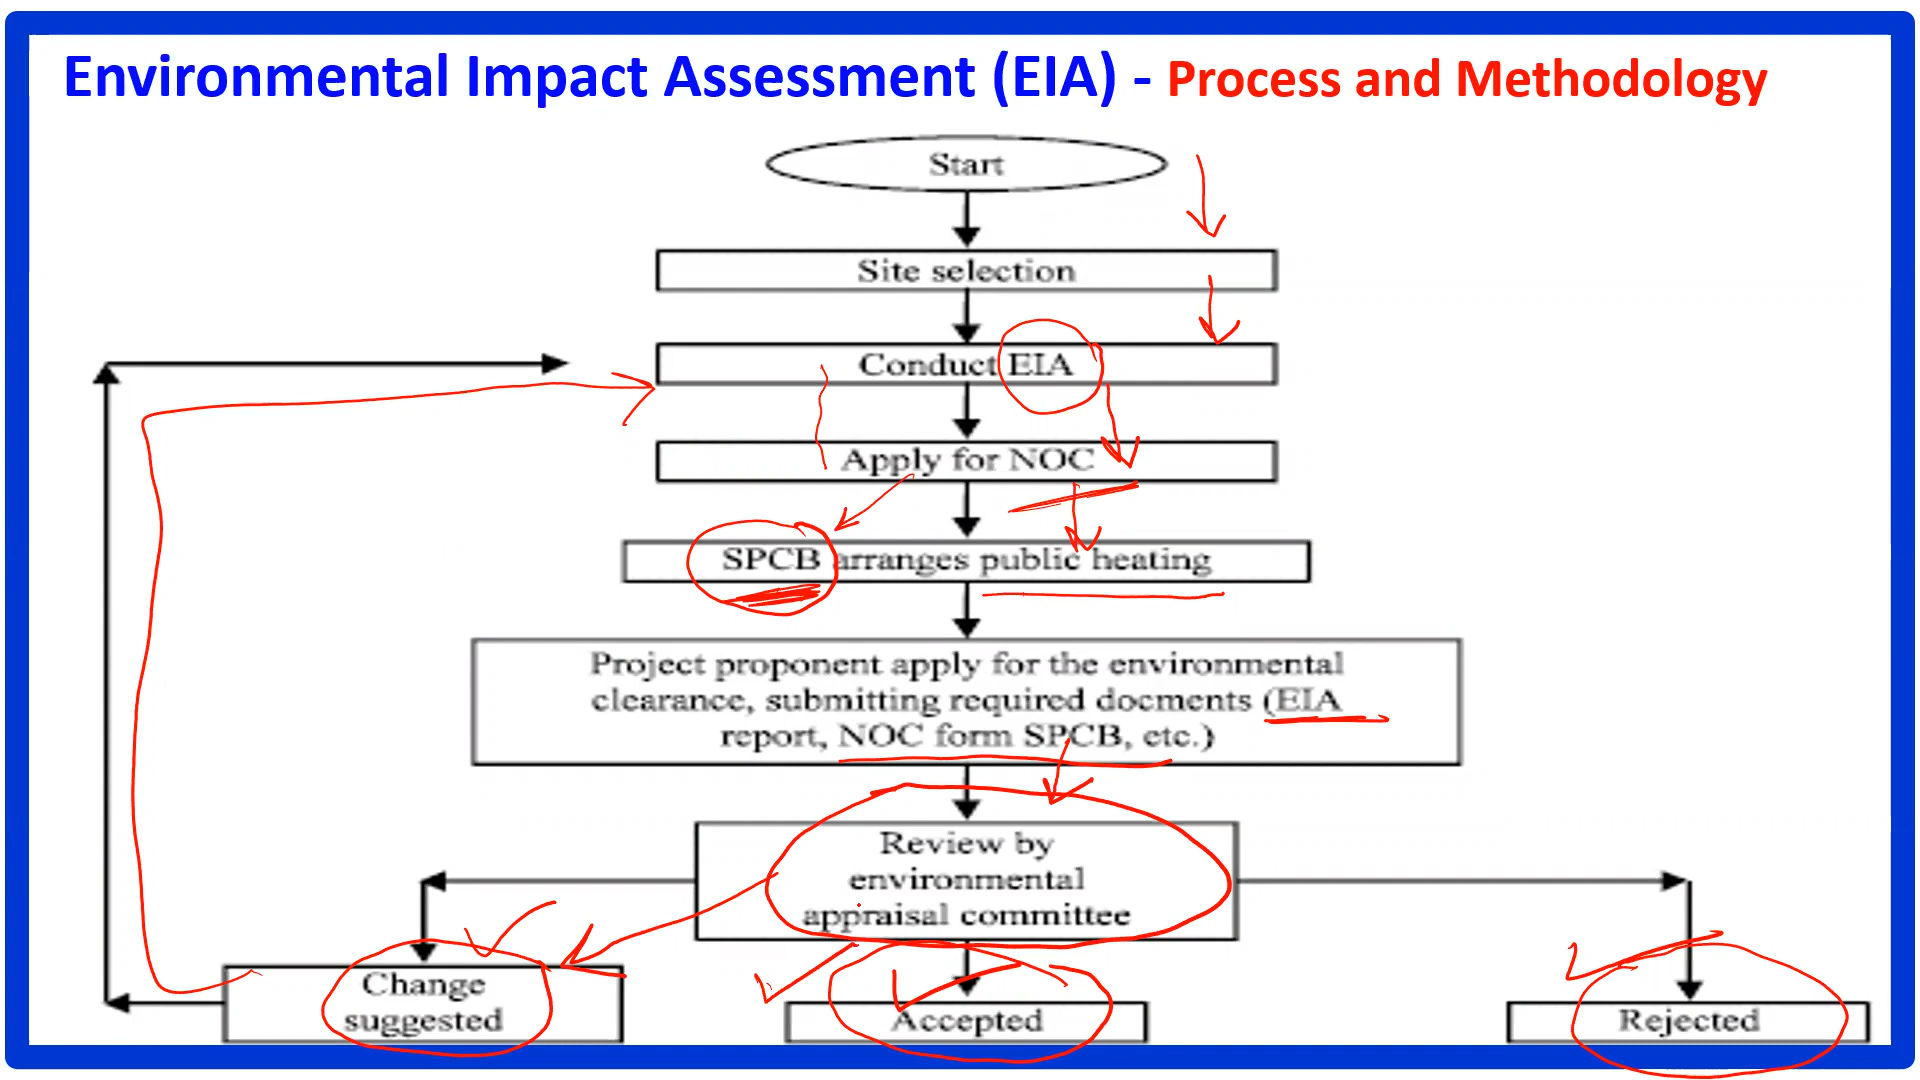 Environmental Impact Assessment (EIA) - Process and Methodology
Start
Site selection
Conduct EIA
Apply for NOC
SPCB arranges public heating
Project proponent apply for the environmental
clearance, submitting required docments (EIA
report, NOC form SPCB, etc.)
Review by
environmental
appraisal committee
Change
suggested
Accepted
Rejected